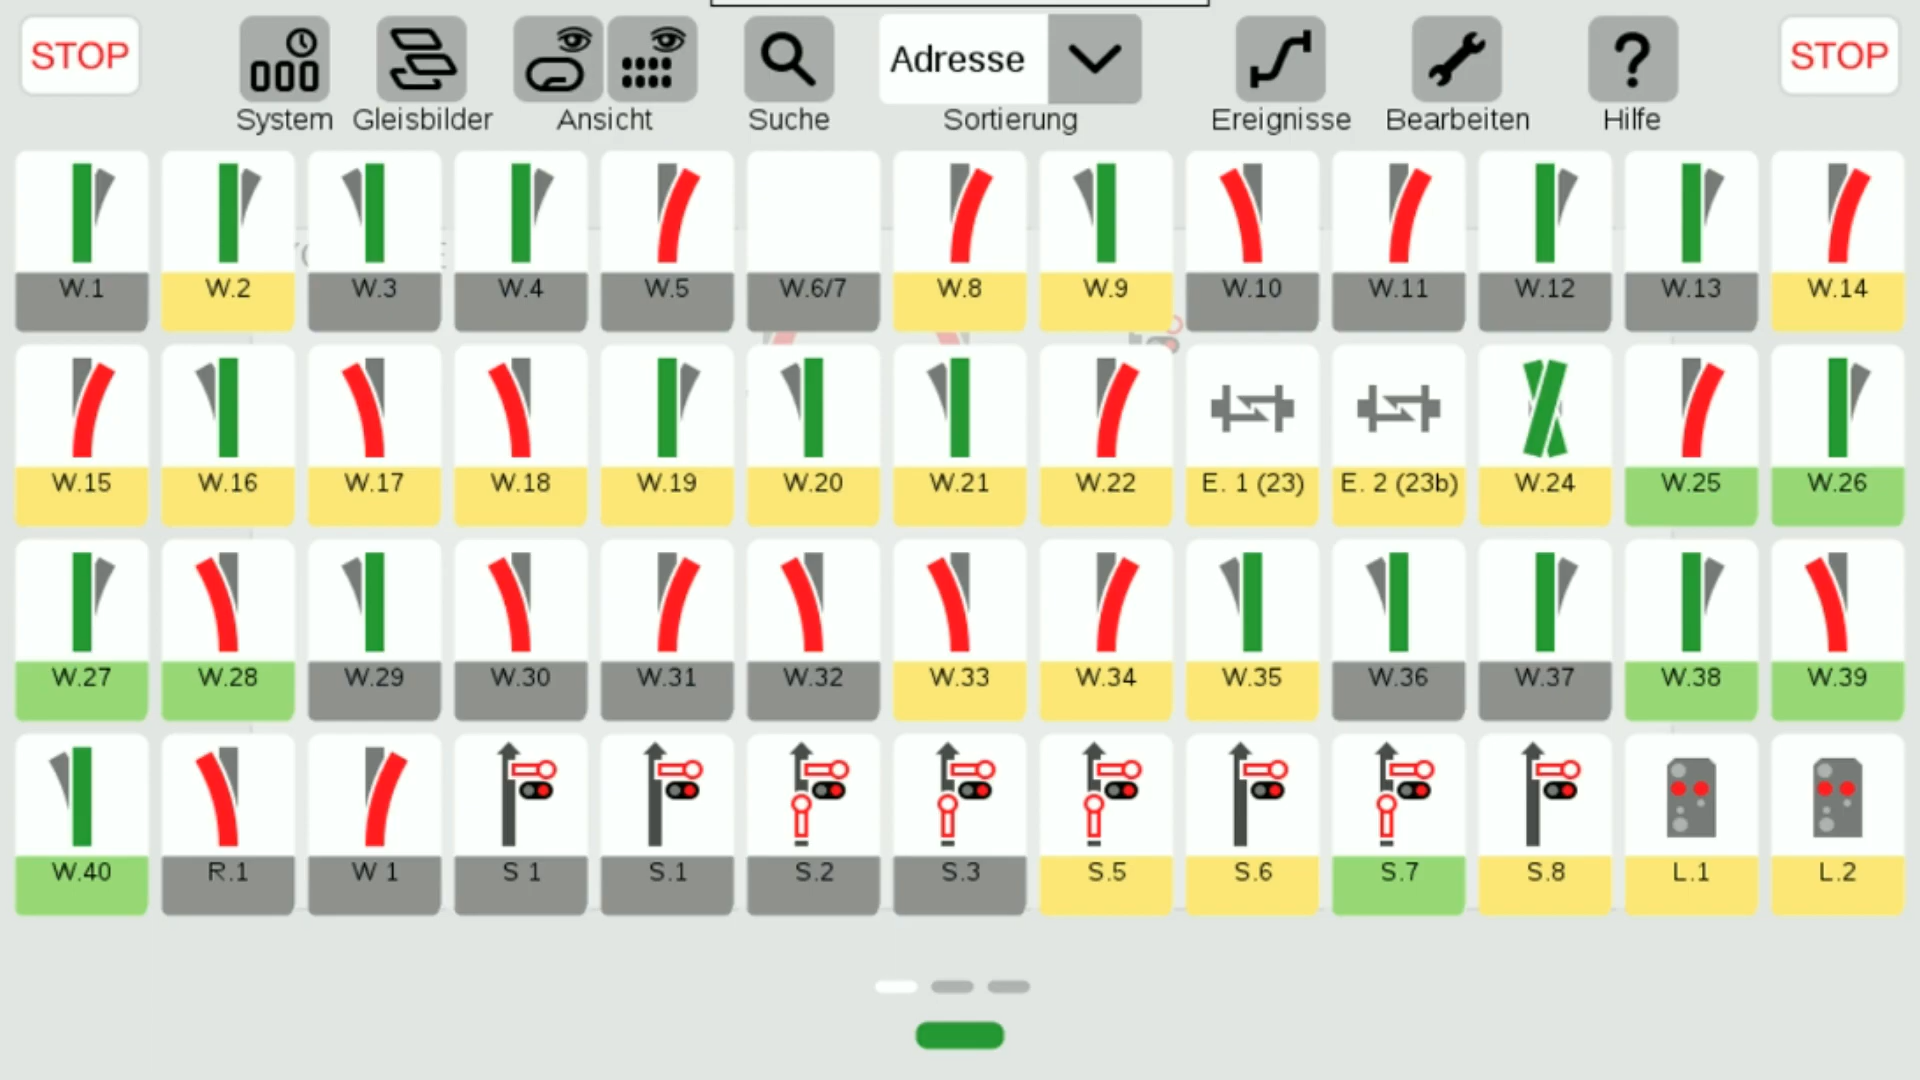 STOP
Adresse
STOP
System
Gleisbilder
Ansicht
Suche
Sortierung
Ereignisse
Bearbeiten
Hilfe
W.1
W.2
W.3
W.4
W.5
W.6/7
W.8
W.9
W.10
W.11
W.12
W.13
W.14
W.15
W.16
W.17
W.18
W.19
W.20
W.21
W.22
E. 1 (23)
E. 2 (23b)
W.24
W.25
W.26
W.27
W.28
W.29
W.30
W.31
W.32
W.33
W.34
W.35
W.36
W.37
W.38
W.39
W.40
R.1
W 1
S 1
S.1
S.2
S.3
S.5
S.6
S.7
S.8
L.1
L.2